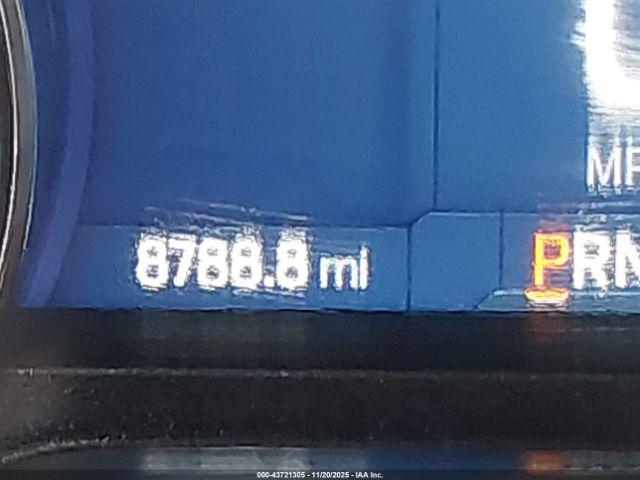 MP
8788.8 mi
PRN
000-43721305 - 11/20/2025 - IAA Inc.